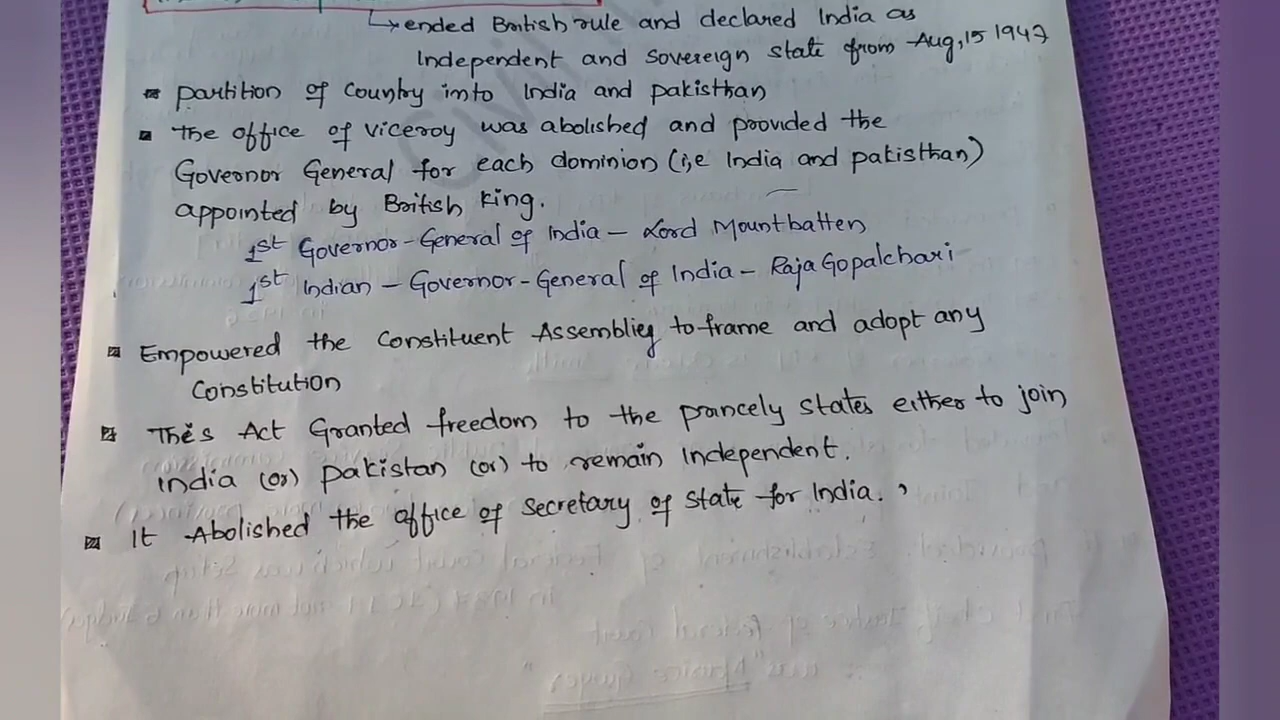 ended British rule and declared India as
Independent and sovereign state from Aug, 15 1947
partition of Country into India and pakisthan
The office of viceroy was abolished and provided the
Governor General for each dominion (i,e India and pakisthan)
appointed by British king.
1st Governor-General of India - Lord Mountbatten
1st Indian - Governor-General of India - Raja Gopalchari
Empowered the Constituent Assembliey to frame and adopt any
Constitution
This Act Granted freedom to the princely states either to join
india (or) pakistan (or) to remain independent.
It Abolished the office of secretary of state for India.